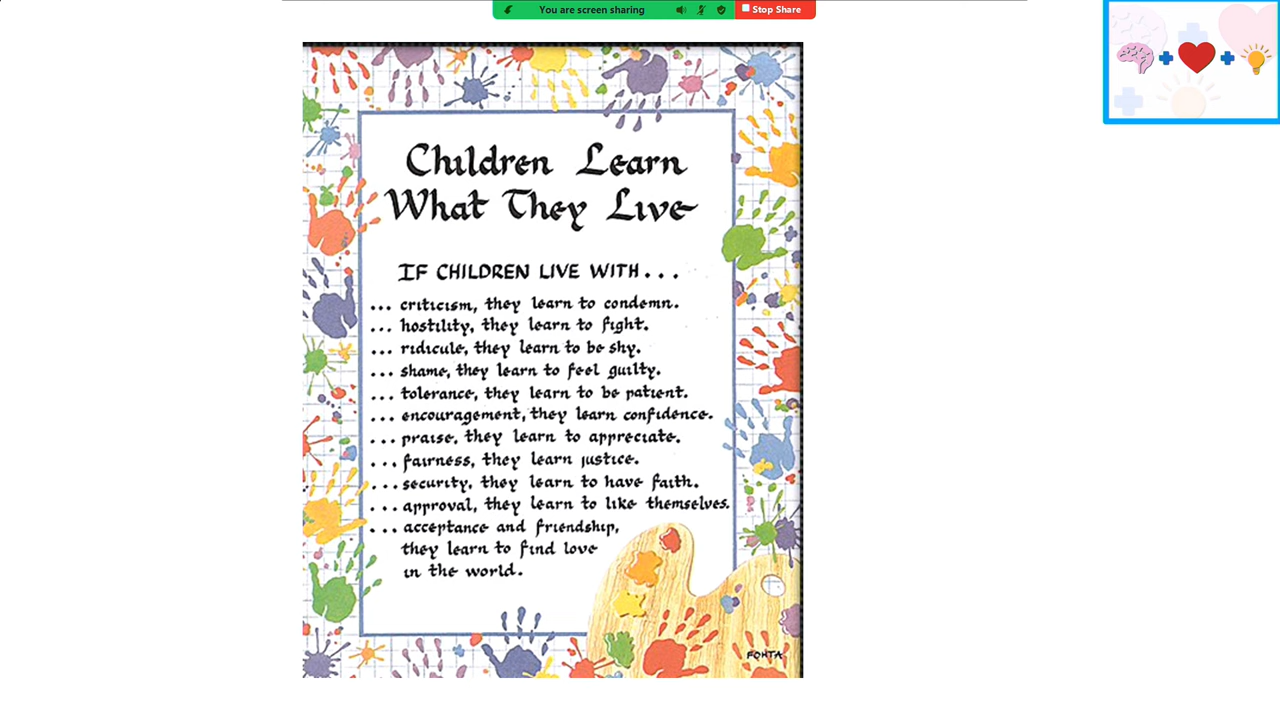 You are screen sharing
Stop Share
Children Learn
What They Live
IF CHILDREN LIVE WITH...
... criticism, they learn to condemn.
... hostility, they learn to fight.
... ridicule, they learn to be shy.
... shame, they learn to feel guilty.
... tolerance, they learn to be patient.
... encouragement, they learn confidence.
... praise, they learn to appreciate.
... fairness, they learn justice.
... security, they learn to have faith.
... approval, they learn to like themselves.
... acceptance and friendship,
they learn to find love
in the world.